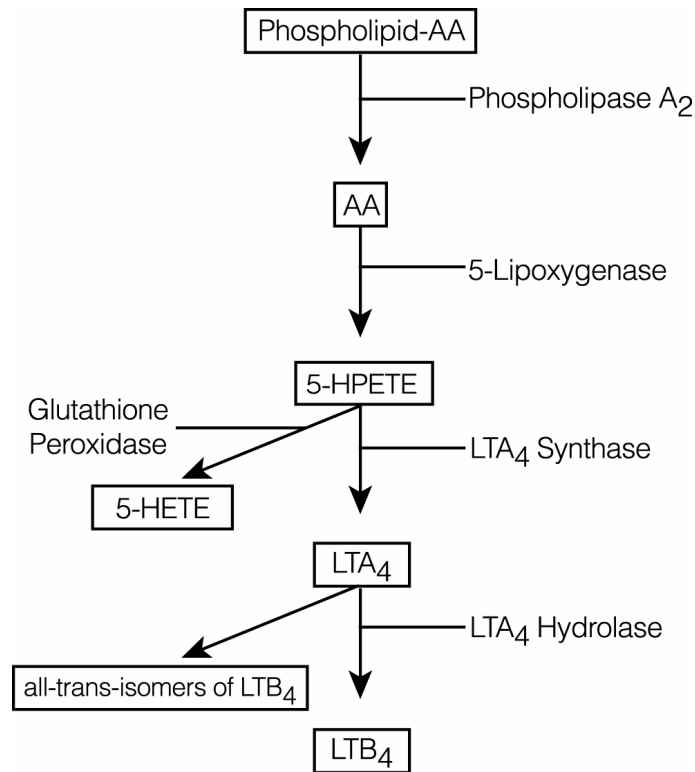 Phospholipid-AA
Phospholipase A2
AA
5-Lipoxygenase
5-HPETE
Glutathione
Peroxidase
LTA4 Synthase
5-HETE
LTA4
LTA4 Hydrolase
all-trans-isomers of LTB4
LTB4